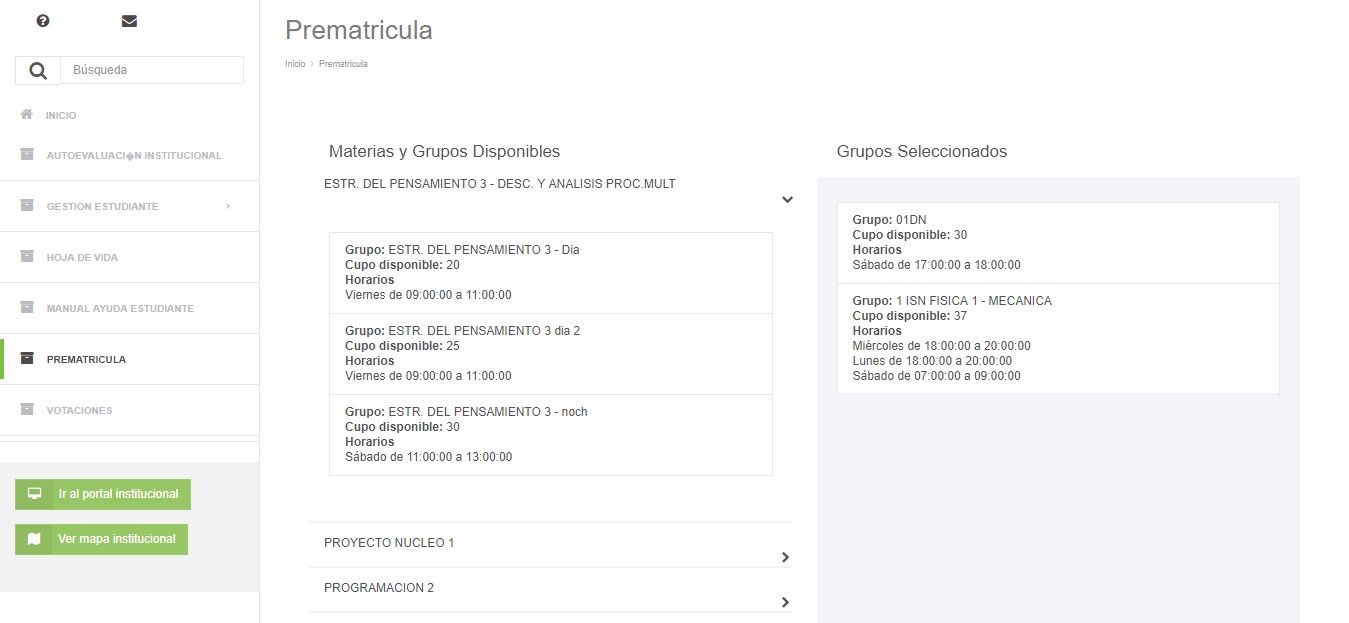 Búsqueda
INICIO
AUTOEVALUACI�N INSTITUCIONAL
GESTION ESTUDIANTE
HOJA DE VIDA
MANUAL AYUDA ESTUDIANTE
PREMATRICULA
VOTACIONES
Ir al portal institucional
Ver mapa institucional
Prematricula
Inicio > Prematricula
Materias y Grupos Disponibles
ESTR. DEL PENSAMIENTO 3 - DESC. Y ANALISIS PROC.MULT
Grupo: ESTR. DEL PENSAMIENTO 3 - Dia
Cupo disponible: 20
Horarios
Viernes de 09:00:00 a 11:00:00
Grupo: ESTR. DEL PENSAMIENTO 3 dia 2
Cupo disponible: 25
Horarios
Viernes de 09:00:00 a 11:00:00
Grupo: ESTR. DEL PENSAMIENTO 3 - noch
Cupo disponible: 30
Horarios
Sábado de 11:00:00 a 13:00:00
PROYECTO NUCLEO 1
PROGRAMACION 2
Grupos Seleccionados
Grupo: 01DN
Cupo disponible: 30
Horarios
Sábado de 17:00:00 a 18:00:00
Grupo: 1 ISN FISICA 1 - MECANICA
Cupo disponible: 37
Horarios
Miércoles de 18:00:00 a 20:00:00
Lunes de 18:00:00 a 20:00:00
Sábado de 07:00:00 a 09:00:00